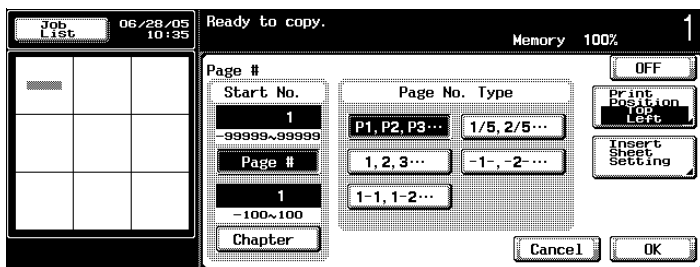 Job
List
06/28/05
10:35
Ready to copy.
Memory 100%
1
Page #
OFF
Start No.
1
-99999~99999
Page #
1
-100~100
Chapter
Page No. Type
P1, P2, P3···
1/5, 2/5···
1, 2, 3···
-1-, -2-···
1-1, 1-2···
Print
Position
Top
Left
Insert
Sheet
Setting
Cancel
OK